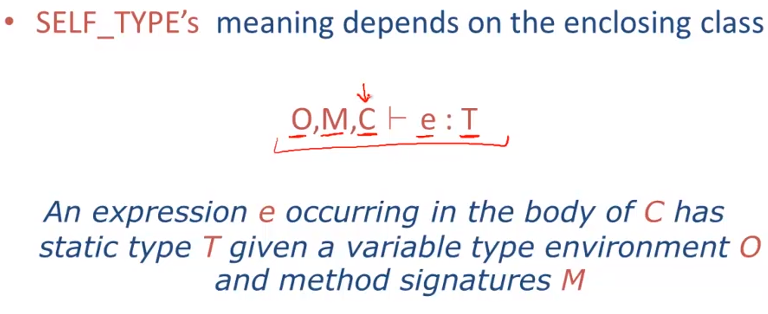 • SELF_TYPE's meaning depends on the enclosing class
O,M,C ⊢ e : T
An expression e occurring in the body of C has
static type T given a variable type environment O
and method signatures M